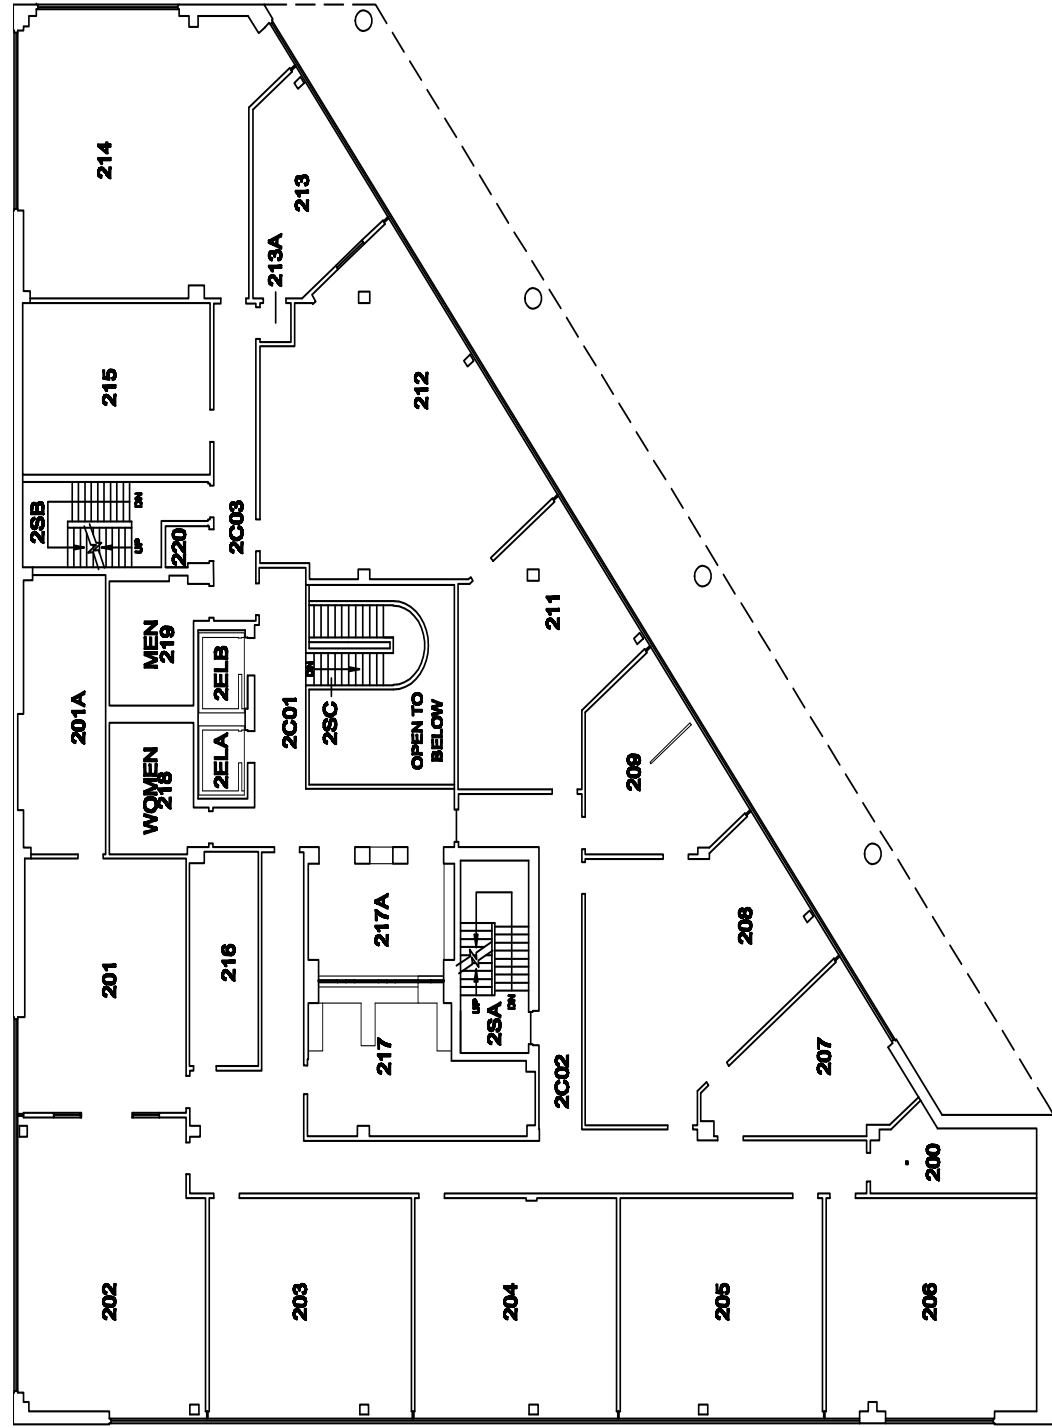 214
213
213A
215
212
2SB
DN
UP
220
2C03
MEN
219
211
2ELB
201A
2C01
DN
2SC
OPEN TO
BELOW
WOMEN
218
2ELA
209
217A
208
201
216
UP
DN
2SA
217
207
2C02
200
202
203
204
205
206